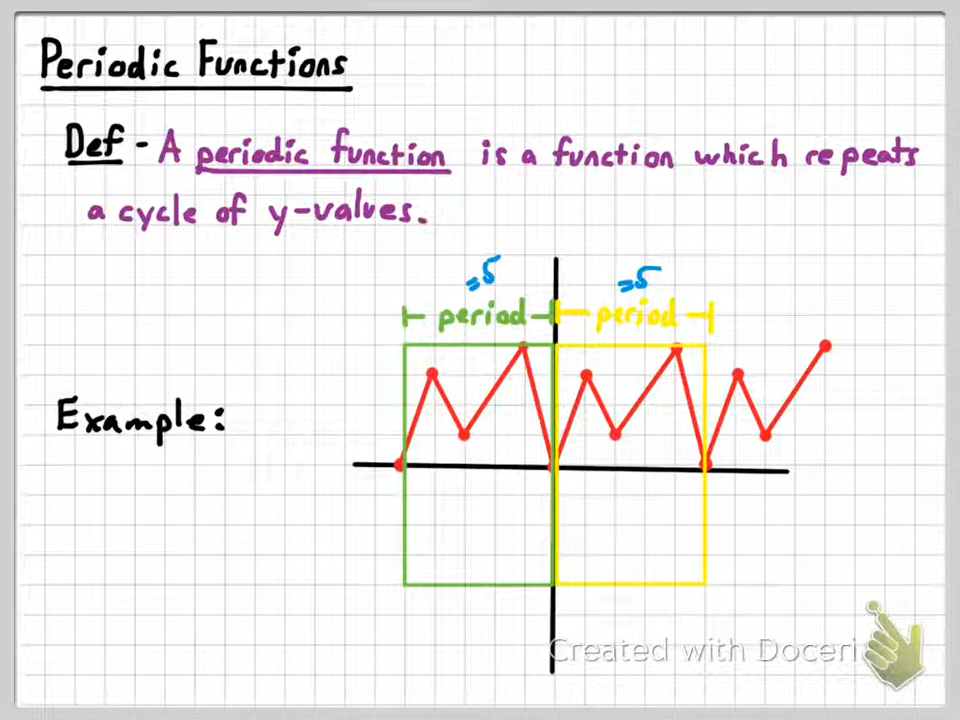 Periodic Functions
Def - A periodic function is a function which repeats
a cycle of y-values.
=5 =5
period period
Example:
Created with Doceri